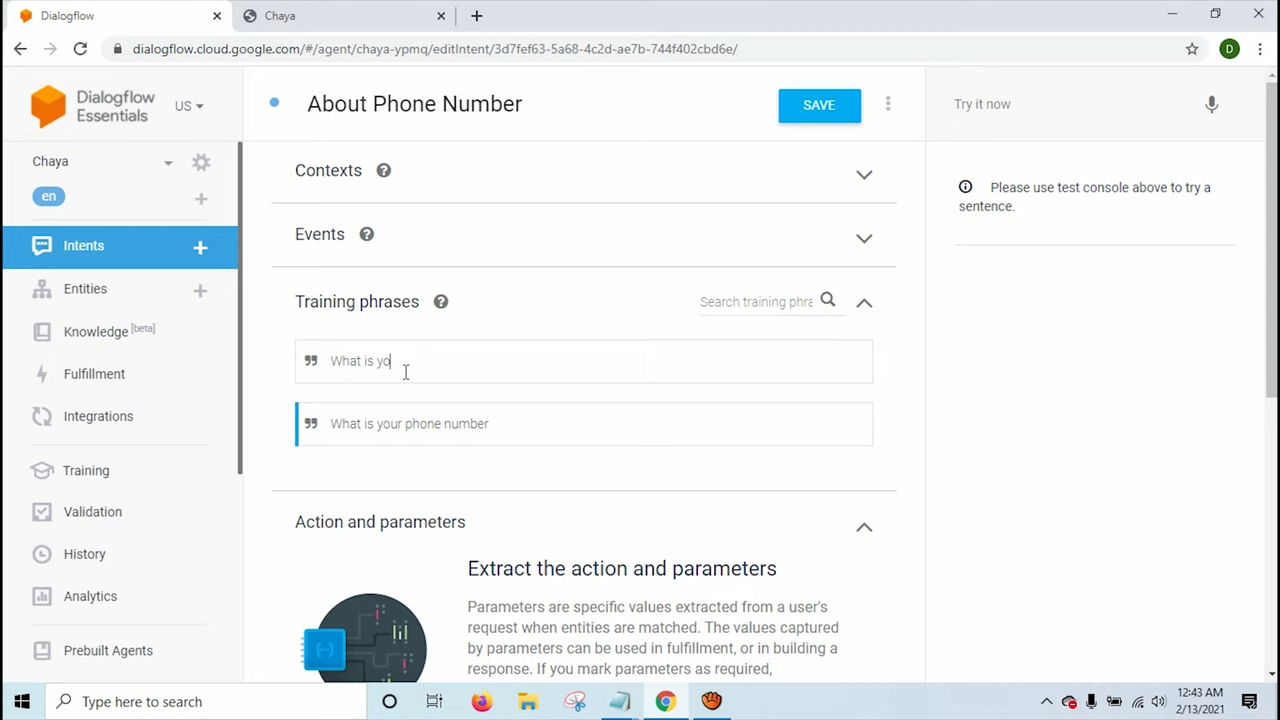 Dialogflow
Chaya
dialogflow.cloud.google.com/#/agent/chaya-ypmq/editIntent/3d7fef63-5a68-4c2d-ae7b-744f402cbd6e/
D
Dialogflow
Essentials
US
About Phone Number
SAVE
Try it now
Chaya
en
Contexts
Please use test console above to try a
sentence.
Intents
Events
Entities
Training phrases
Search training phra
Knowledge [beta]
What is yo
Fulfillment
Integrations
What is your phone number
Training
Validation
Action and parameters
History
Extract the action and parameters
Analytics
Parameters are specific values extracted from a user's
request when entities are matched. The values captured
by parameters can be used in fulfillment, or in building a
response. If you mark parameters as required,
Prebuilt Agents
Type here to search
12:43 AM
2/13/2021